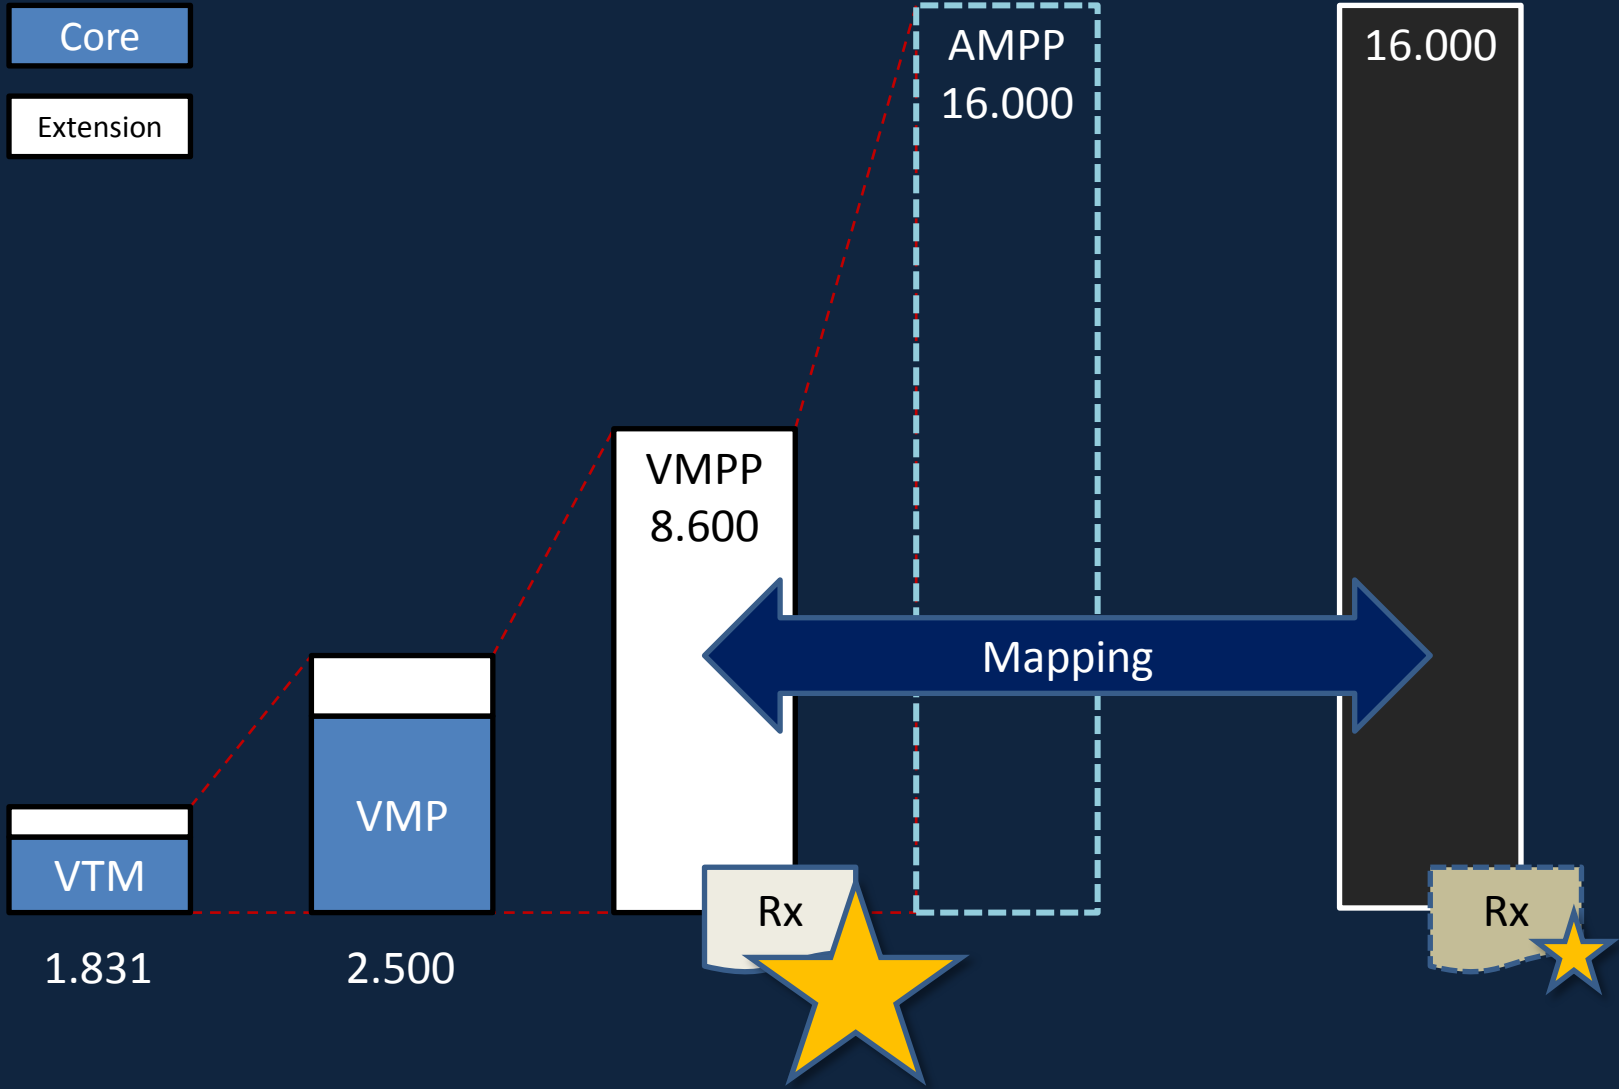 Core
Extension
AMPP
16.000
16.000
VMPP
8.600
Mapping
VMP
VTM
Rx
Rx
1.831
2.500